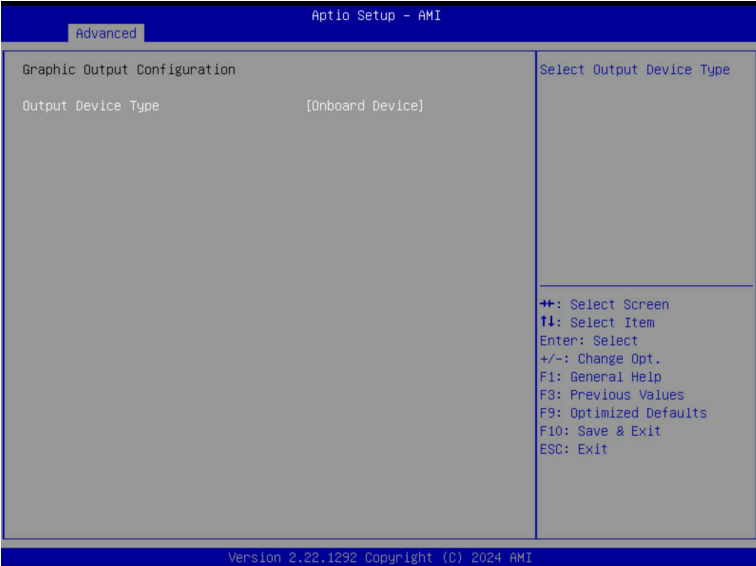 Aptio Setup – AMI
Advanced
Graphic Output Configuration
Output Device Type [Onboard Device]
Select Output Device Type
→←: Select Screen
↑↓: Select Item
Enter: Select
+/-: Change Opt.
F1: General Help
F3: Previous Values
F9: Optimized Defaults
F10: Save & Exit
ESC: Exit
Version 2.22.1292 Copyright (C) 2024 AMI